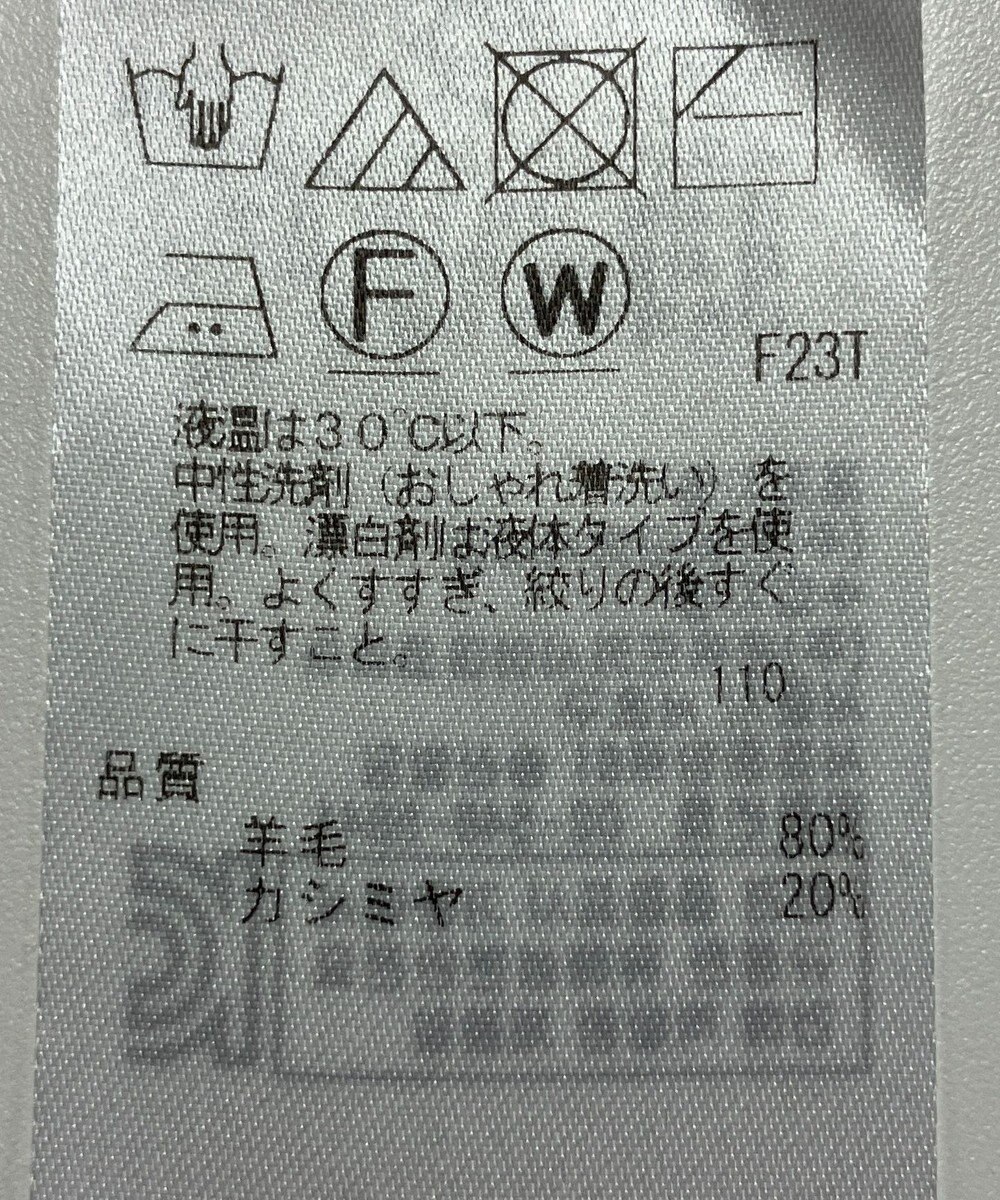 F
W
F23T
液温は30℃以下。
中性洗剤（おしゃれ着洗い）を
使用。漂白剤は液体タイプを使
用。よくすすぎ、絞りの後すぐ
に干すこと。
110
品質
羊毛 80%
カシミヤ 20%